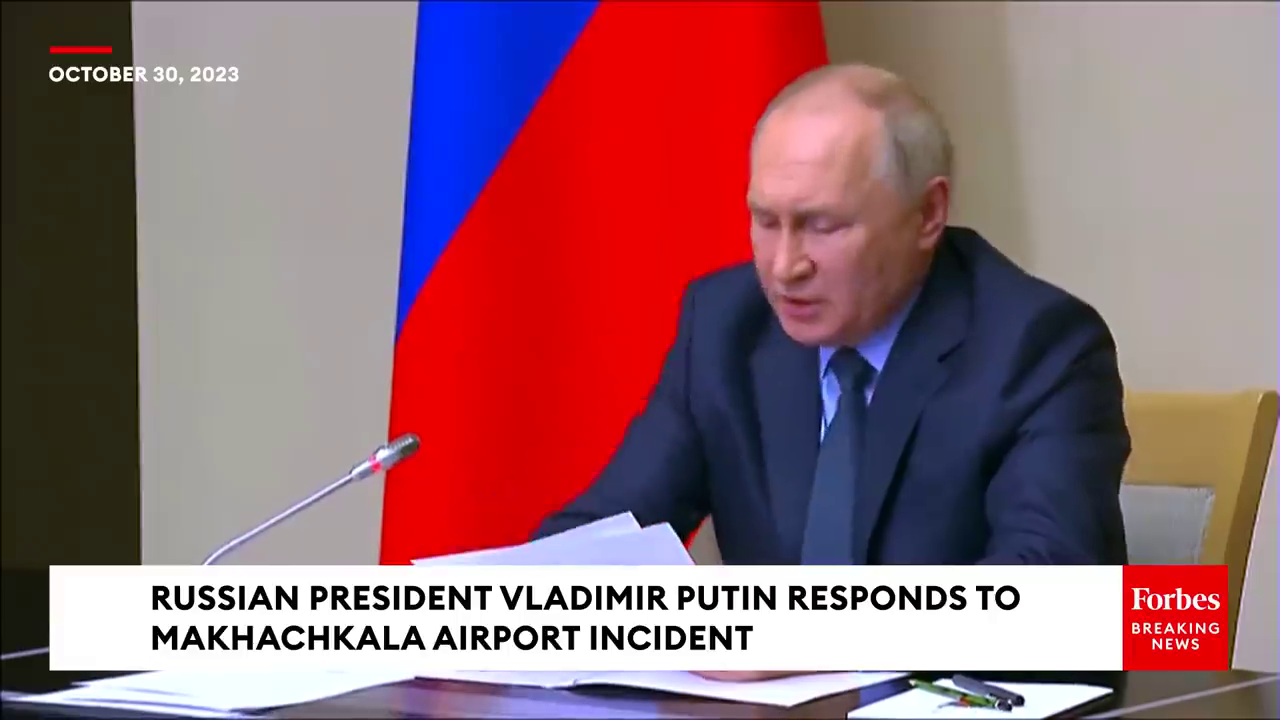 OCTOBER 30, 2023
RUSSIAN PRESIDENT VLADIMIR PUTIN RESPONDS TO
MAKHACHKALA AIRPORT INCIDENT
Forbes
BREAKING
NEWS